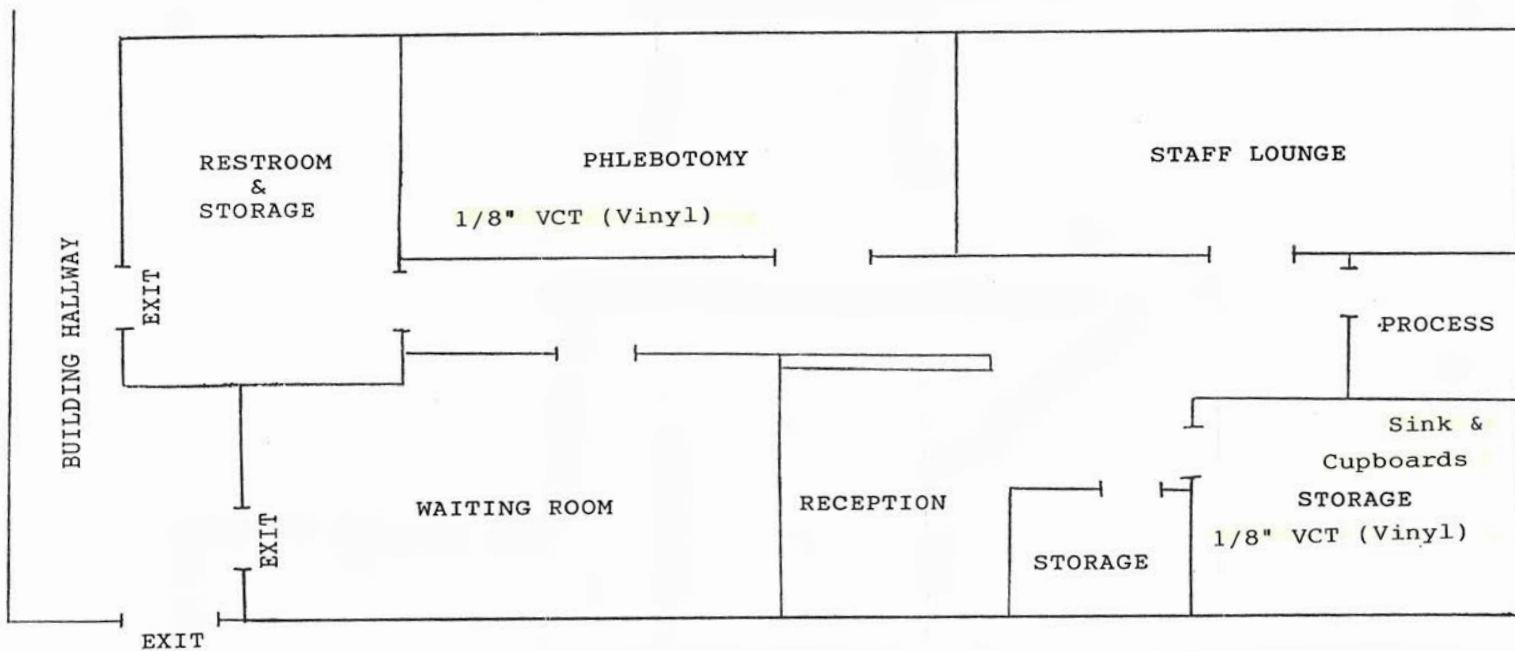 RESTROOM
&
STORAGE
PHLEBOTOMY
1/8" VCT (Vinyl)
STAFF LOUNGE
BUILDING HALLWAY
EXIT
PROCESS
WAITING ROOM
EXIT
RECEPTION
STORAGE
Sink &
Cupboards
STORAGE
1/8" VCT (Vinyl)
EXIT